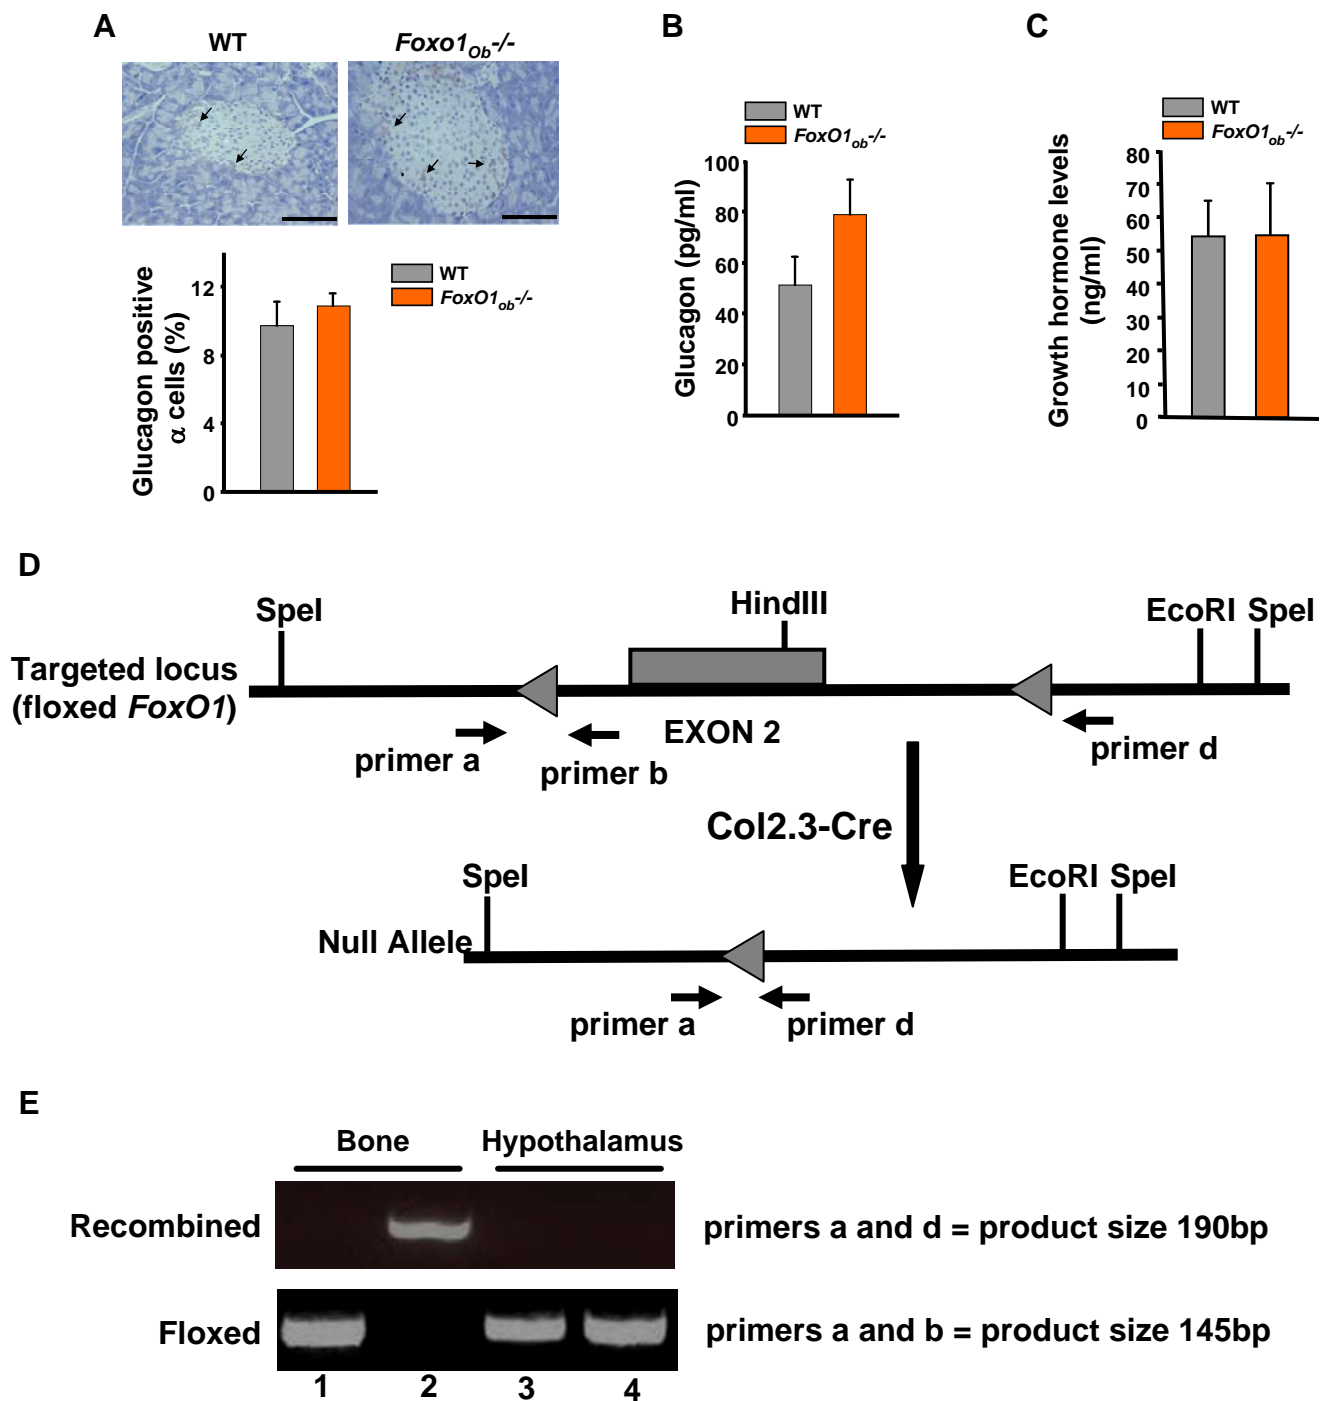 A
WT
Foxo1Ob-/-
Glucagon positive
α cells (%)
12
8
4
0
WT
FoxO1ob-/-
B
WT
FoxO1ob-/-
Glucagon (pg/ml)
100
80
60
40
20
0
C
WT
FoxO1ob-/-
Growth hormone levels
(ng/ml)
80
70
60
50
40
30
20
10
0
D
SpeI
HindIII
EcoRI SpeI
Targeted locus
(floxed FoxO1)
primer a
primer b
EXON 2
primer d
Col2.3-Cre
SpeI
EcoRI SpeI
Null Allele
primer a
primer d
E
Bone
Hypothalamus
Recombined
primers a and d = product size 190bp
Floxed
primers a and b = product size 145bp
1 2 3 4